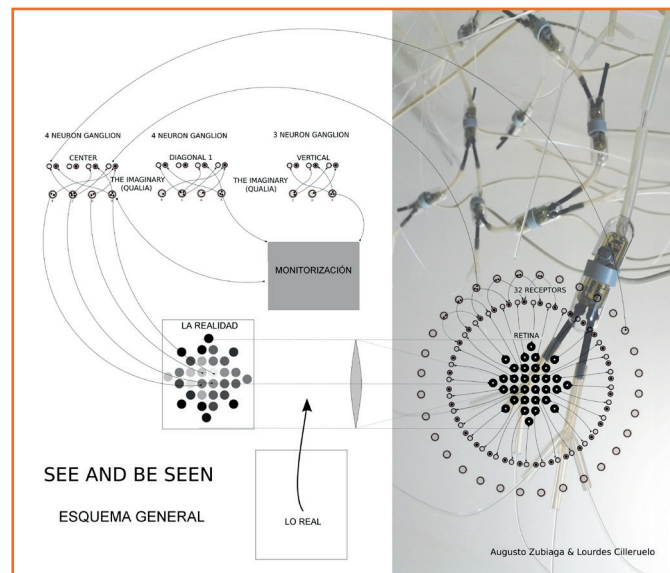 4 NEURON GANGLION
4 NEURON GANGLION
3 NEURON GANGLION
CENTER
DIAGONAL 1
VERTICAL
THE IMAGINARY
(QUALIA)
THE IMAGINARY
(QUALIA)
MONITORIZACIÓN
32 RECEPTORS
LA REALIDAD
RETINA
SEE AND BE SEEN
ESQUEMA GENERAL
LO REAL
Augusto Zubiaga & Lourdes Cilleruelo